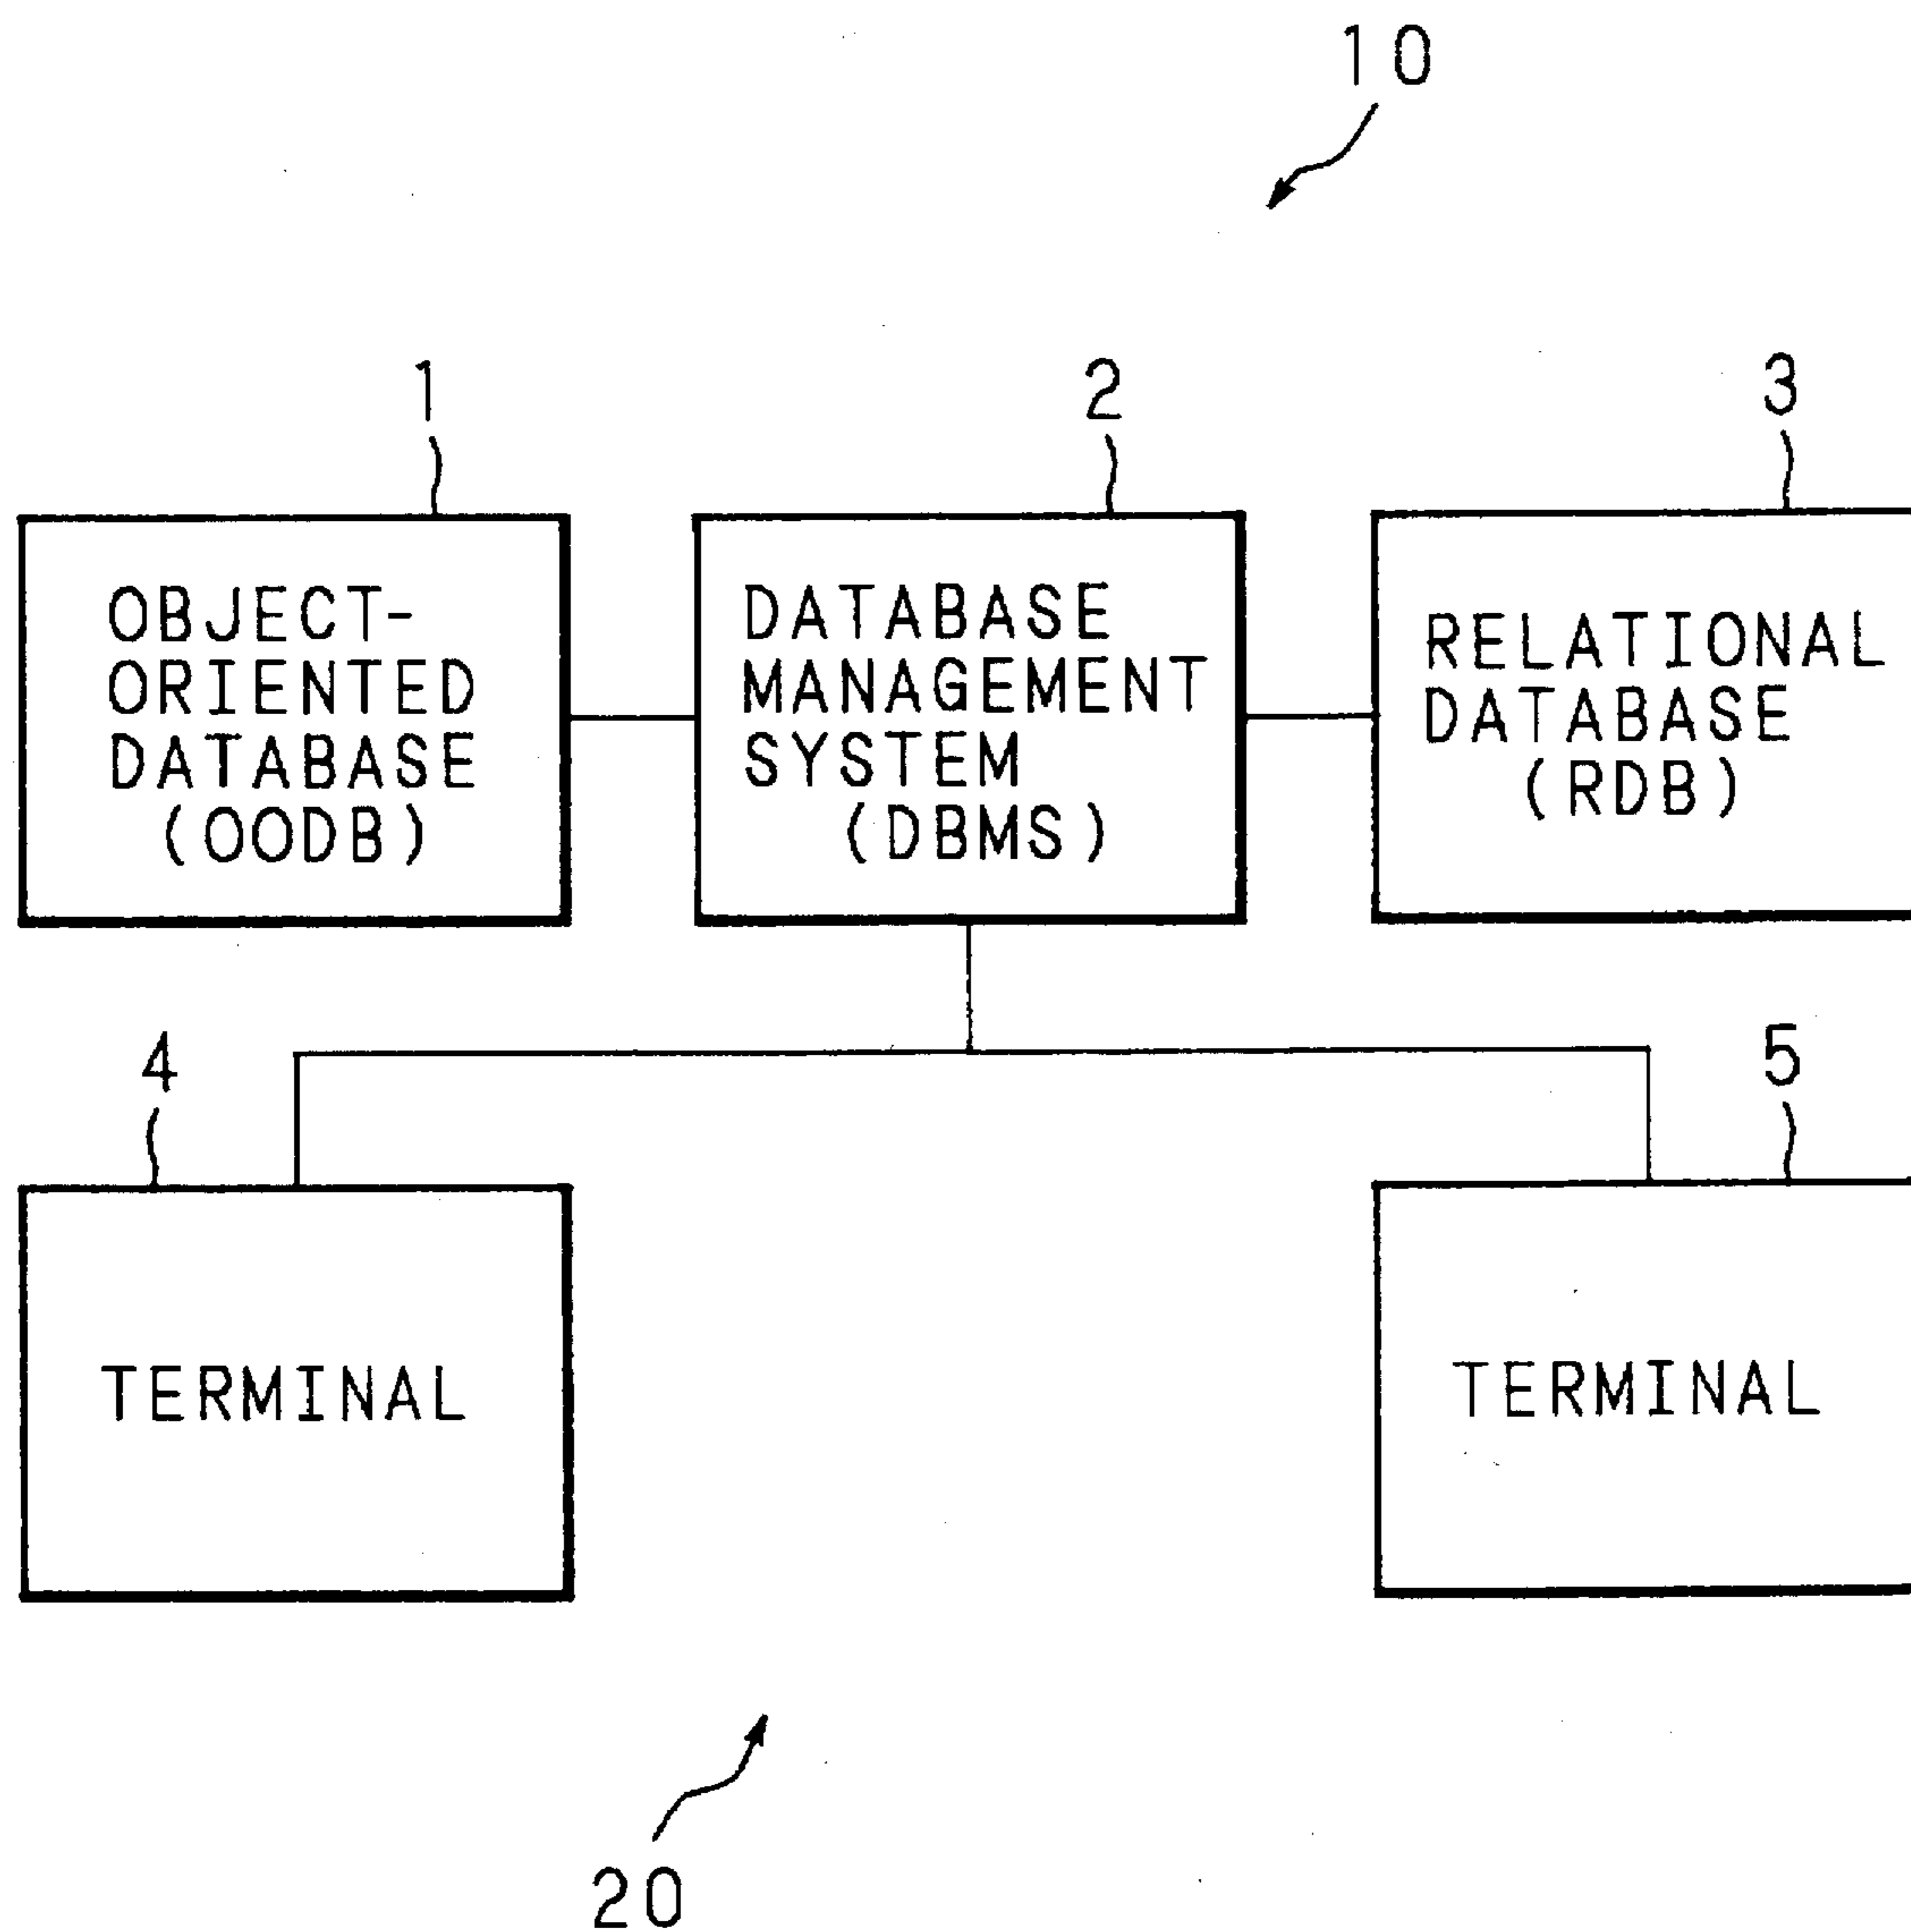 10
1
2
3
OBJECT-
ORIENTED
DATABASE
(OODB)
DATABASE
MANAGEMENT
SYSTEM
(DBMS)
RELATIONAL
DATABASE
(RDB)
4
5
TERMINAL
TERMINAL
20